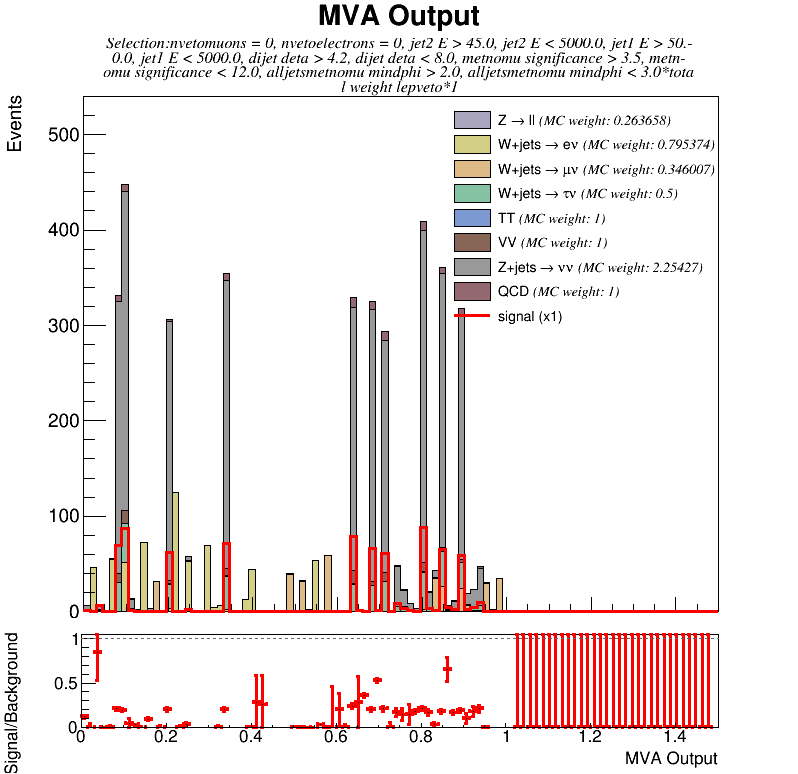 MVA Output
Selection:nvetomuons = 0, nvetoelectrons = 0, jet2 E > 45.0, jet2 E < 5000.0, jet1 E > 50.-
0.0, jet1 E < 5000.0, dijet deta > 4.2, dijet deta < 8.0, metnomu significance > 3.5, metn-
omu significance < 12.0, alljetsmetnomu mindphi > 2.0, alljetsmetnomu mindphi < 3.0*tota
l weight lepveto*1
Events
500
400
300
200
100
0
Z → ll (MC weight: 0.263658)
W+jets → eν (MC weight: 0.795374)
W+jets → μν (MC weight: 0.346007)
W+jets → τν (MC weight: 0.5)
TT (MC weight: 1)
VV (MC weight: 1)
Z+jets → νν (MC weight: 2.25427)
QCD (MC weight: 1)
signal (x1)
Signal/Background
1
0.5
0
0 0.2 0.4 0.6 0.8 1 1.2 1.4
MVA Output